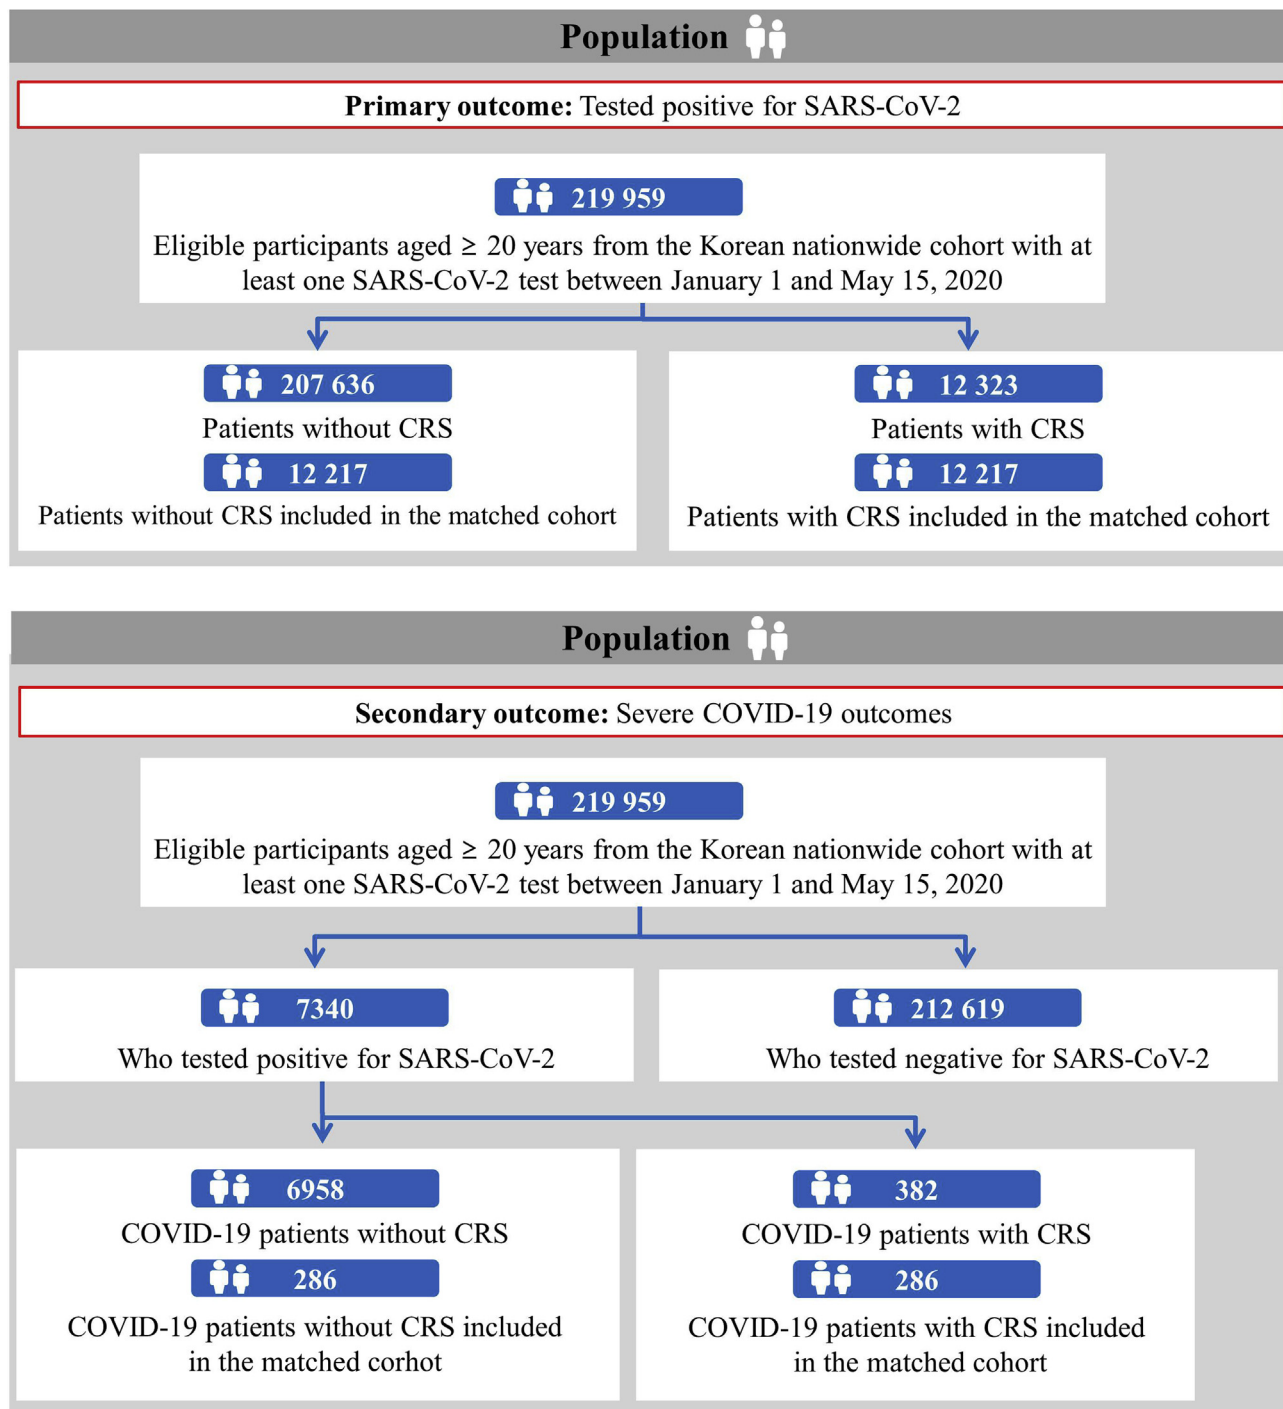 Population
Primary outcome: Tested positive for SARS-CoV-2
219 959
Eligible participants aged ≥ 20 years from the Korean nationwide cohort with at
least one SARS-CoV-2 test between January 1 and May 15, 2020
207 636
Patients without CRS
12 217
Patients without CRS included in the matched cohort
12 323
Patients with CRS
12 217
Patients with CRS included in the matched cohort
Population
Secondary outcome: Severe COVID-19 outcomes
219 959
Eligible participants aged ≥ 20 years from the Korean nationwide cohort with at
least one SARS-CoV-2 test between January 1 and May 15, 2020
7340
Who tested positive for SARS-CoV-2
212 619
Who tested negative for SARS-CoV-2
6958
COVID-19 patients without CRS
286
COVID-19 patients without CRS included
in the matched corhot
382
COVID-19 patients with CRS
286
COVID-19 patients with CRS included
in the matched cohort